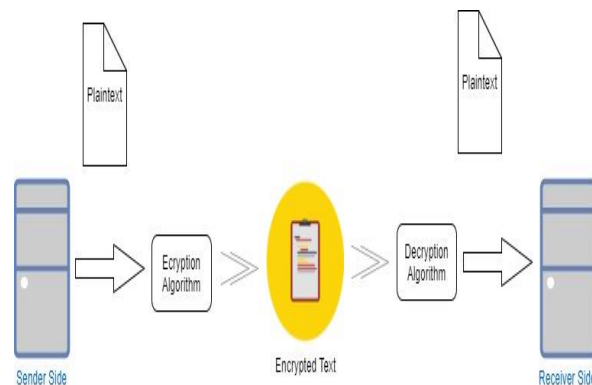 Plaintext
Plaintext
Ecryption
Algorithm
Decryption
Algorithm
Encrypted Text
Sender Side
Receiver Side